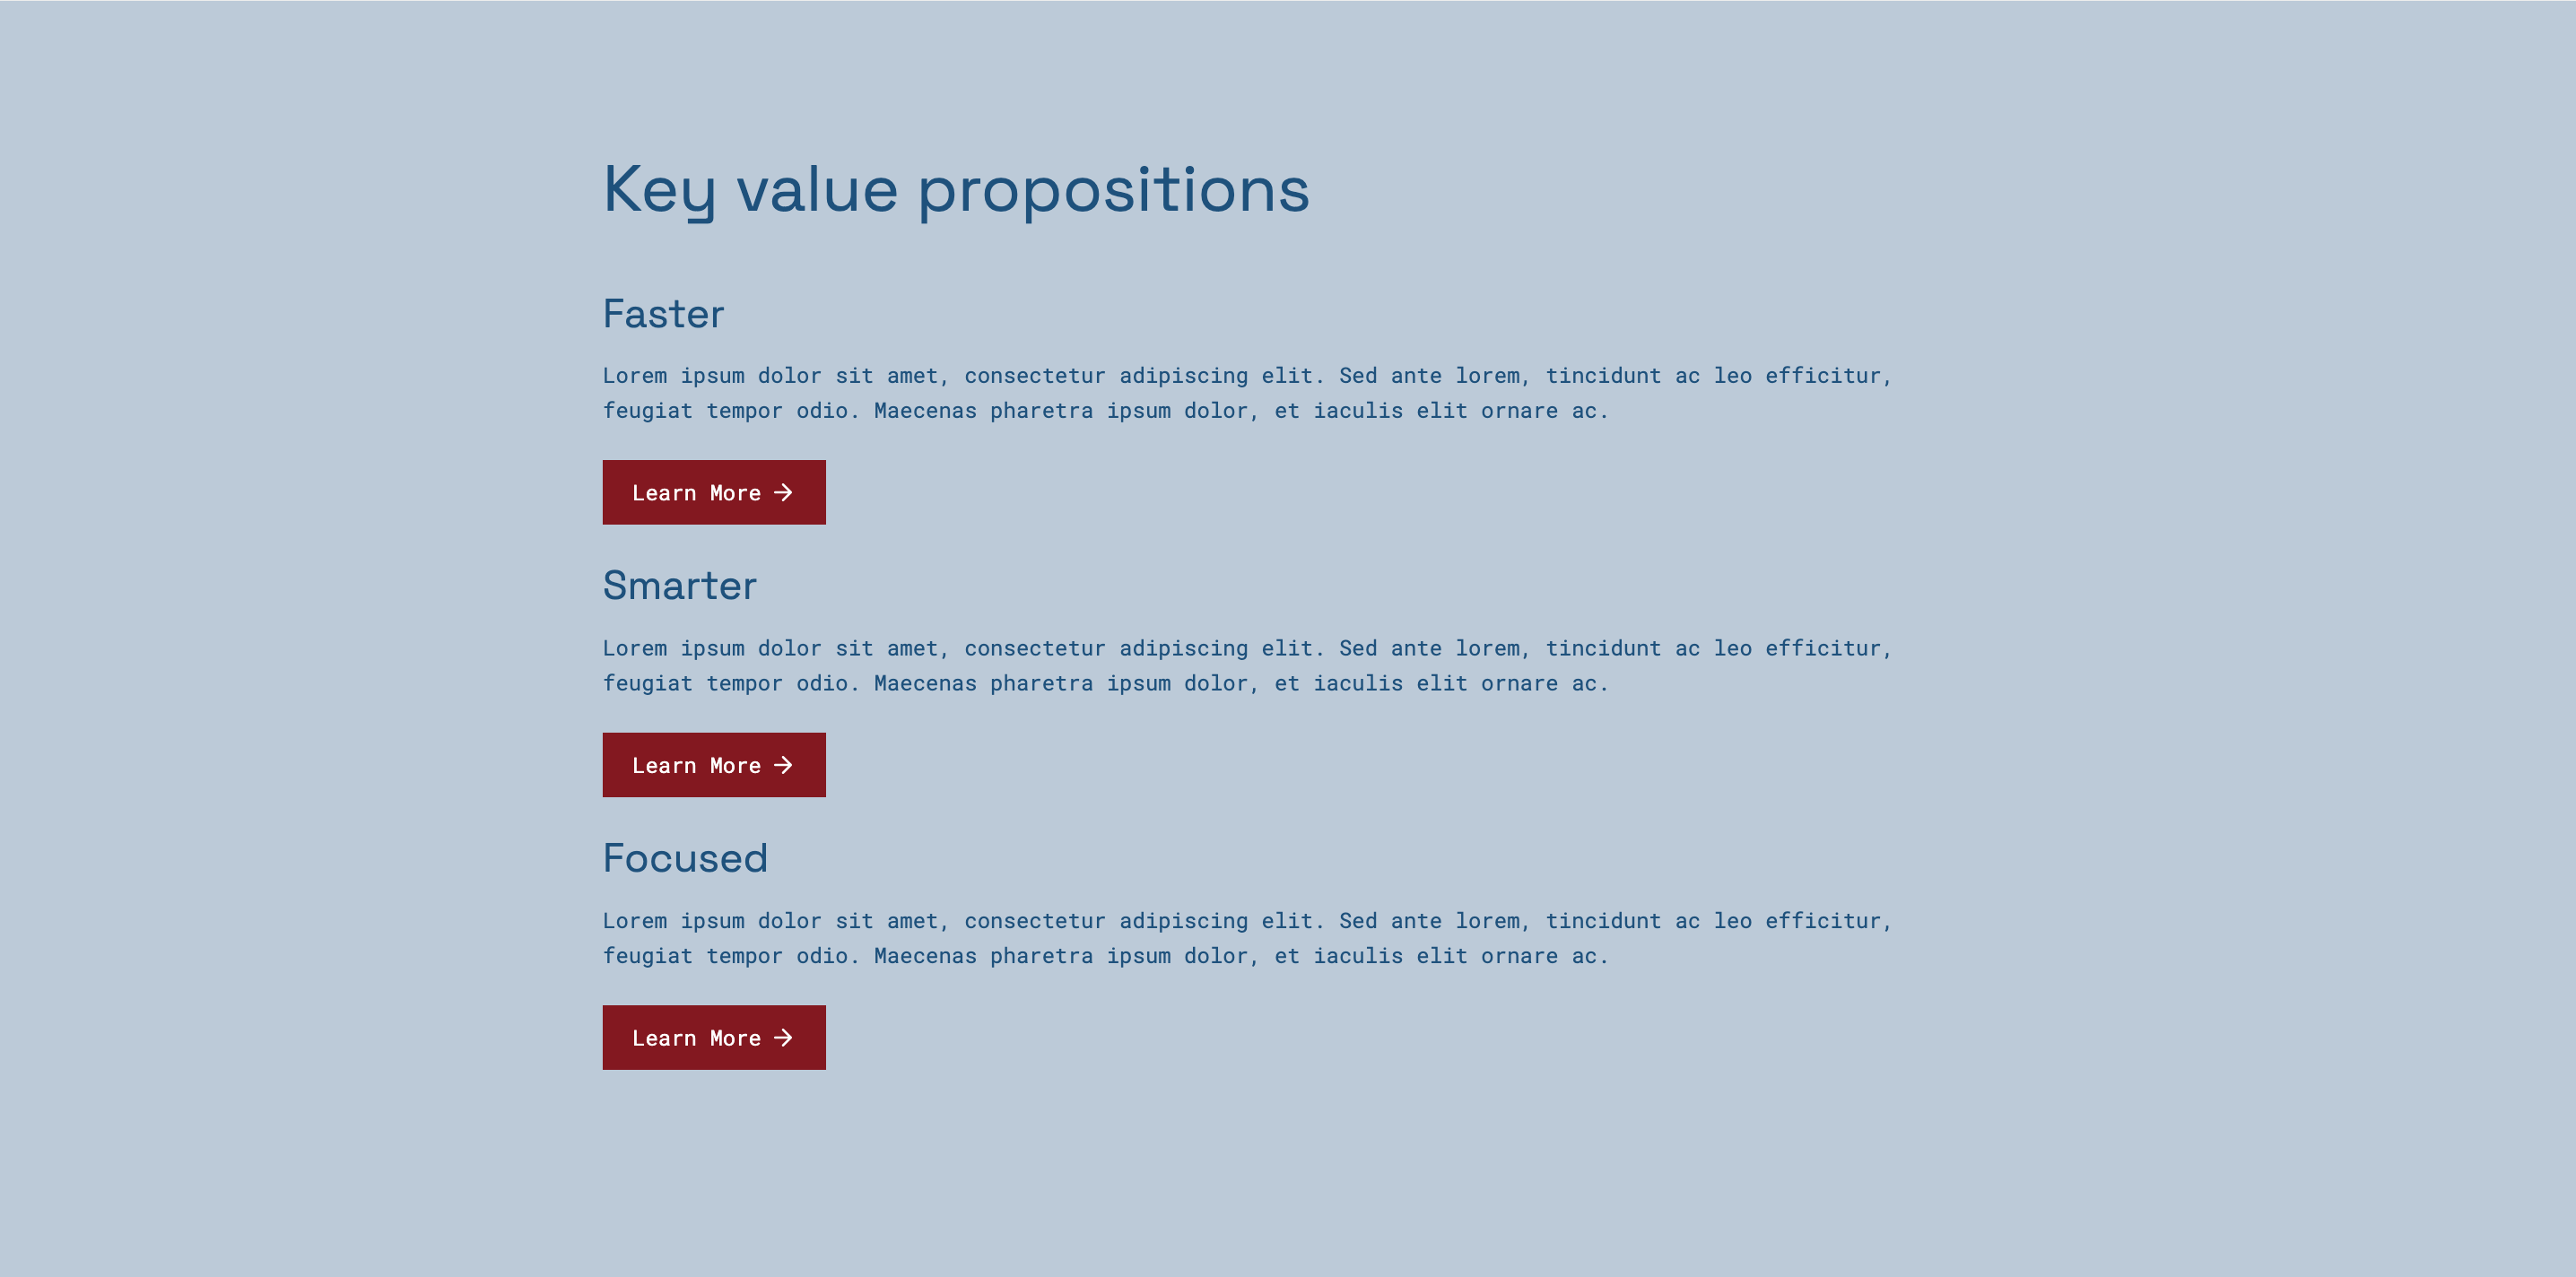 Key value propositions
Faster
Lorem ipsum dolor sit amet, consectetur adipiscing elit. Sed ante lorem, tincidunt ac leo efficitur,
feugiat tempor odio. Maecenas pharetra ipsum dolor, et iaculis elit ornare ac.
Learn More →
Smarter
Lorem ipsum dolor sit amet, consectetur adipiscing elit. Sed ante lorem, tincidunt ac leo efficitur,
feugiat tempor odio. Maecenas pharetra ipsum dolor, et iaculis elit ornare ac.
Learn More →
Focused
Lorem ipsum dolor sit amet, consectetur adipiscing elit. Sed ante lorem, tincidunt ac leo efficitur,
feugiat tempor odio. Maecenas pharetra ipsum dolor, et iaculis elit ornare ac.
Learn More →